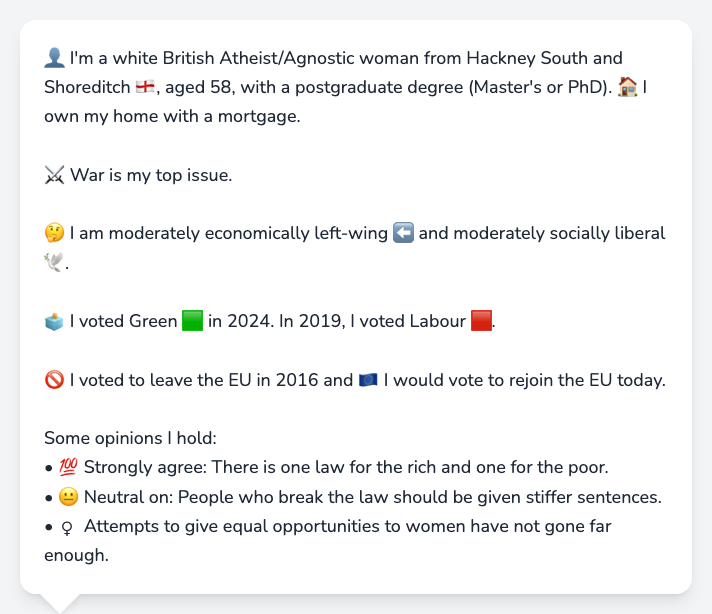 👤 I'm a white British Atheist/Agnostic woman from Hackney South and
Shoreditch 🏴󠁧󠁢󠁥󠁮󠁧󠁿, aged 58, with a postgraduate degree (Master's or PhD). 🏠 I
own my home with a mortgage.
⚔️ War is my top issue.
🤔 I am moderately economically left-wing ⬅️ and moderately socially liberal
🕊️.
🗳️ I voted Green 🟩 in 2024. In 2019, I voted Labour 🟥.
🚫 I voted to leave the EU in 2016 and 🇪🇺 I would vote to rejoin the EU today.
Some opinions I hold:
• 💯 Strongly agree: There is one law for the rich and one for the poor.
• 😐 Neutral on: People who break the law should be given stiffer sentences.
• ♀ Attempts to give equal opportunities to women have not gone far
enough.